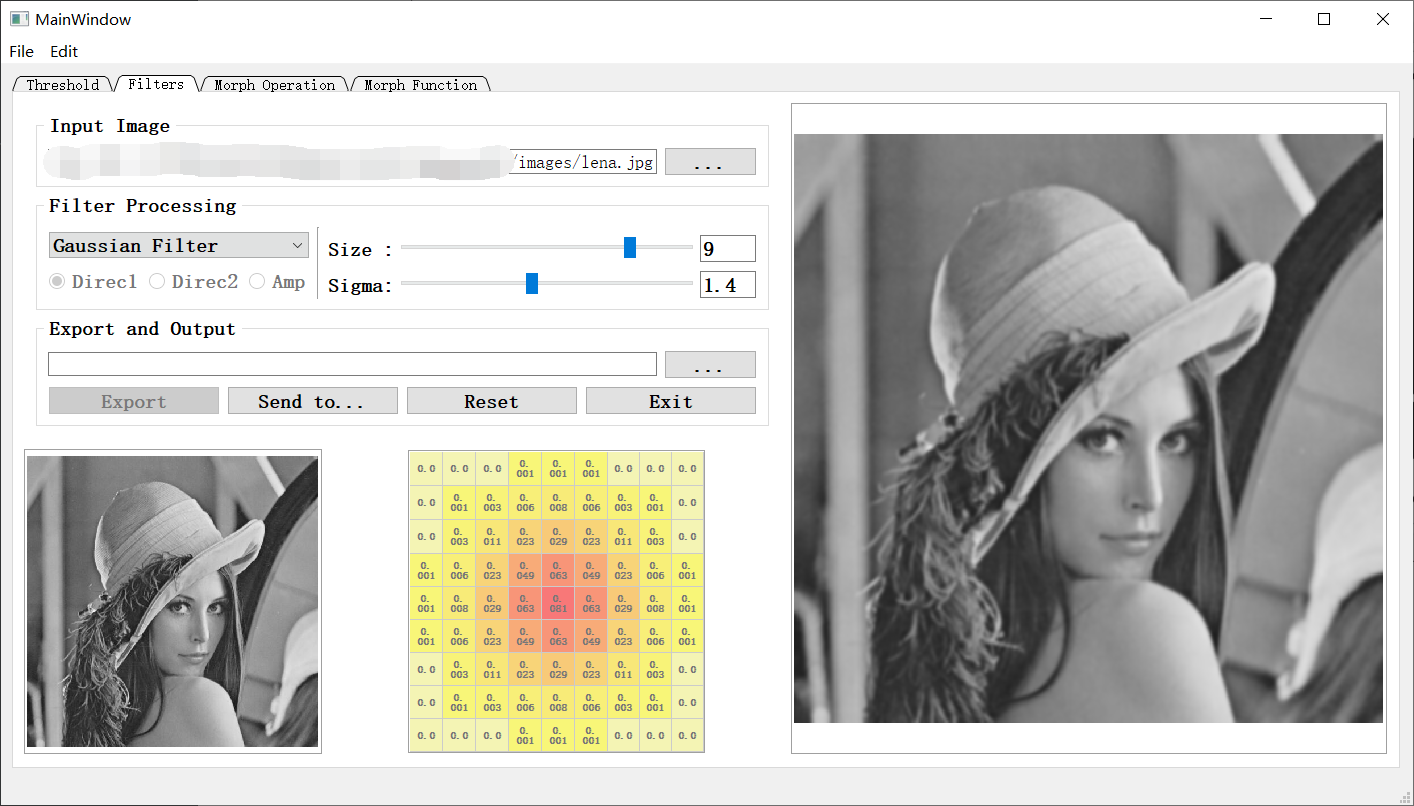 MainWindow
File Edit
Threshold Filters Morph Operation Morph Function
Input Image
/images/lena.jpg ...
Filter Processing
Gaussian Filter Size : 9
Direc1 Direc2 Amp Sigma: 1.4
Export and Output
...
Export Send to... Reset Exit
0.0 0.0 0.0 0.001 0.001 0.001 0.0 0.0 0.0
0.0 0.001 0.003 0.006 0.008 0.006 0.003 0.001 0.0
0.0 0.003 0.011 0.023 0.029 0.023 0.011 0.003 0.0
0.001 0.006 0.023 0.049 0.063 0.049 0.023 0.006 0.001
0.001 0.008 0.029 0.063 0.081 0.063 0.029 0.008 0.001
0.001 0.006 0.023 0.049 0.063 0.049 0.023 0.006 0.001
0.0 0.003 0.011 0.023 0.029 0.023 0.011 0.003 0.0
0.0 0.001 0.003 0.006 0.008 0.006 0.003 0.001 0.0
0.0 0.0 0.0 0.001 0.001 0.001 0.0 0.0 0.0